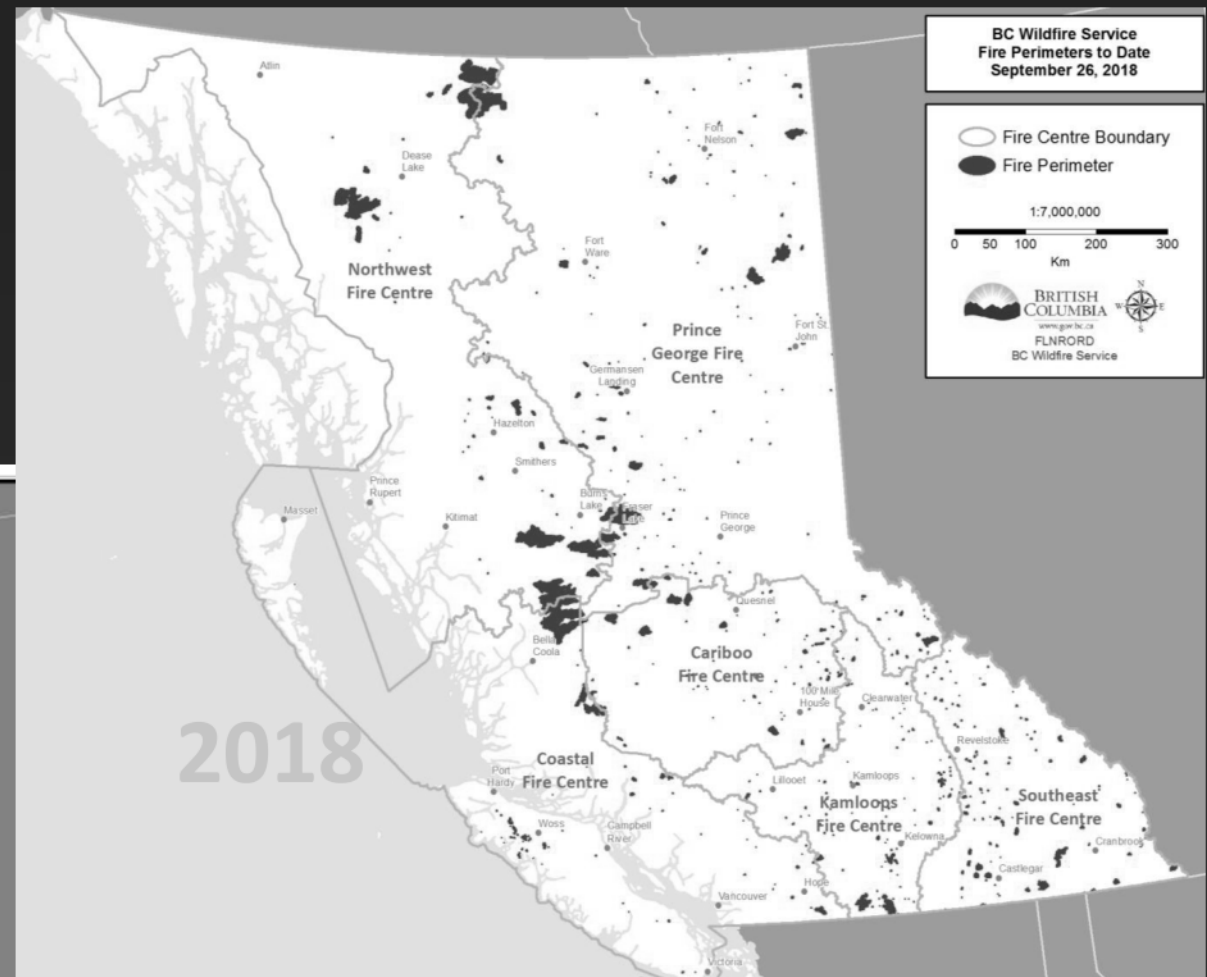 BC Wildfire Service
Fire Perimeters to Date
September 26, 2018
Fire Centre Boundary
Fire Perimeter
1:7,000,000
0 50 100 200 300
Km
BRITISH
COLUMBIA
www.gov.bc.ca
N
W E
S
FLNRORD
BC Wildfire Service
Atlin
Fort
Nelson
Dease
Lake
Fort
Ware
Northwest
Fire Centre
Prince
George Fire
Centre
Fort St.
John
Germansen
Landing
Hazelton
Smithers
Prince
Rupert
Burns
Lake
Fraser
Lake
Masset
Kitimat
Prince
George
Quesnel
Bella
Coola
Cariboo
Fire Centre
100 Mile
House
Clearwater
2018
Revelstoke
Coastal
Fire Centre
Port
Hardy
Lillooet
Kamloops
Kamloops
Fire Centre
Southeast
Fire Centre
Woss
Campbell
River
Kelowna
Cranbrook
Castlegar
Hope
Vancouver
Victoria